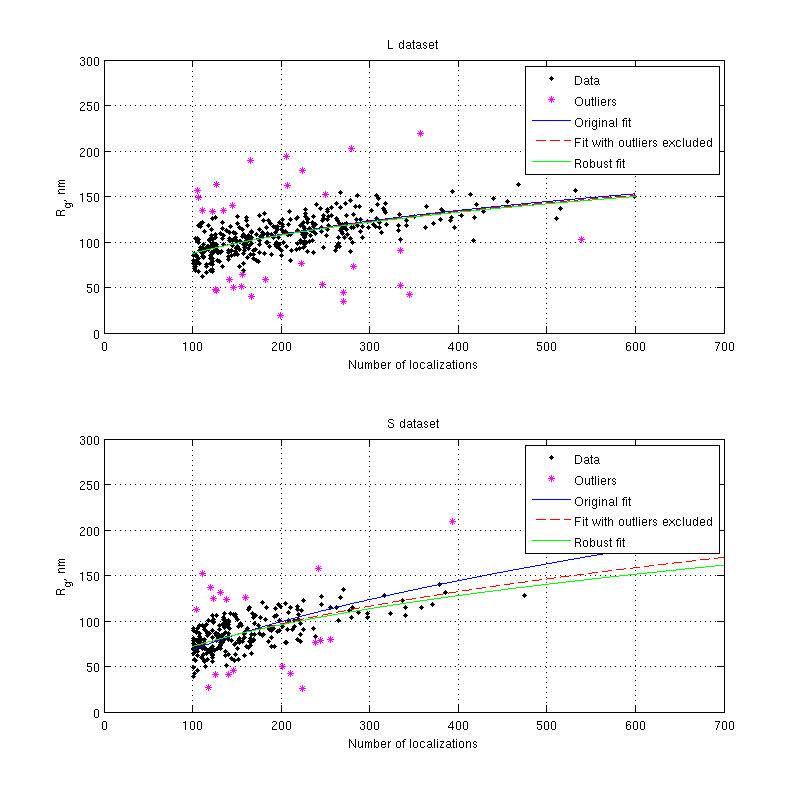 L dataset
300
250
200
150
100
50
0
Rg, nm
Data
Outliers
Original fit
Fit with outliers excluded
Robust fit
0 100 200 300 400 500 600 700
Number of localizations
S dataset
300
250
200
150
100
50
0
Rg, nm
Data
Outliers
Original fit
Fit with outliers excluded
Robust fit
0 100 200 300 400 500 600 700
Number of localizations